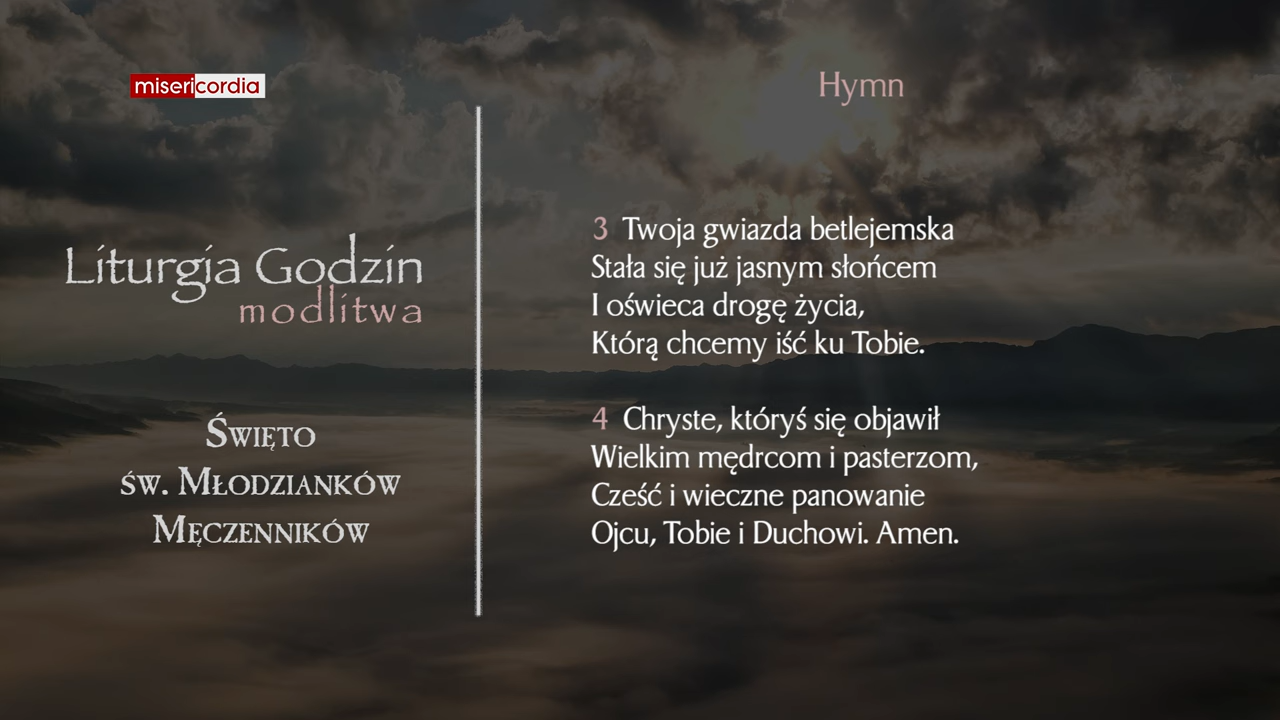 misericordia
Liturgia Godzin
modlitwa
Święto
św. Młodzianków
Męczenników
Hymn
3 Twoja gwiazda betlejemska
Stała się już jasnym słońcem
I oświeca drogę życia,
Którą chcemy iść ku Tobie.
4 Chryste, któryś się objawił
Wielkim mędrcom i pasterzom,
Cześć i wieczne panowanie
Ojcu, Tobie i Duchowi. Amen.